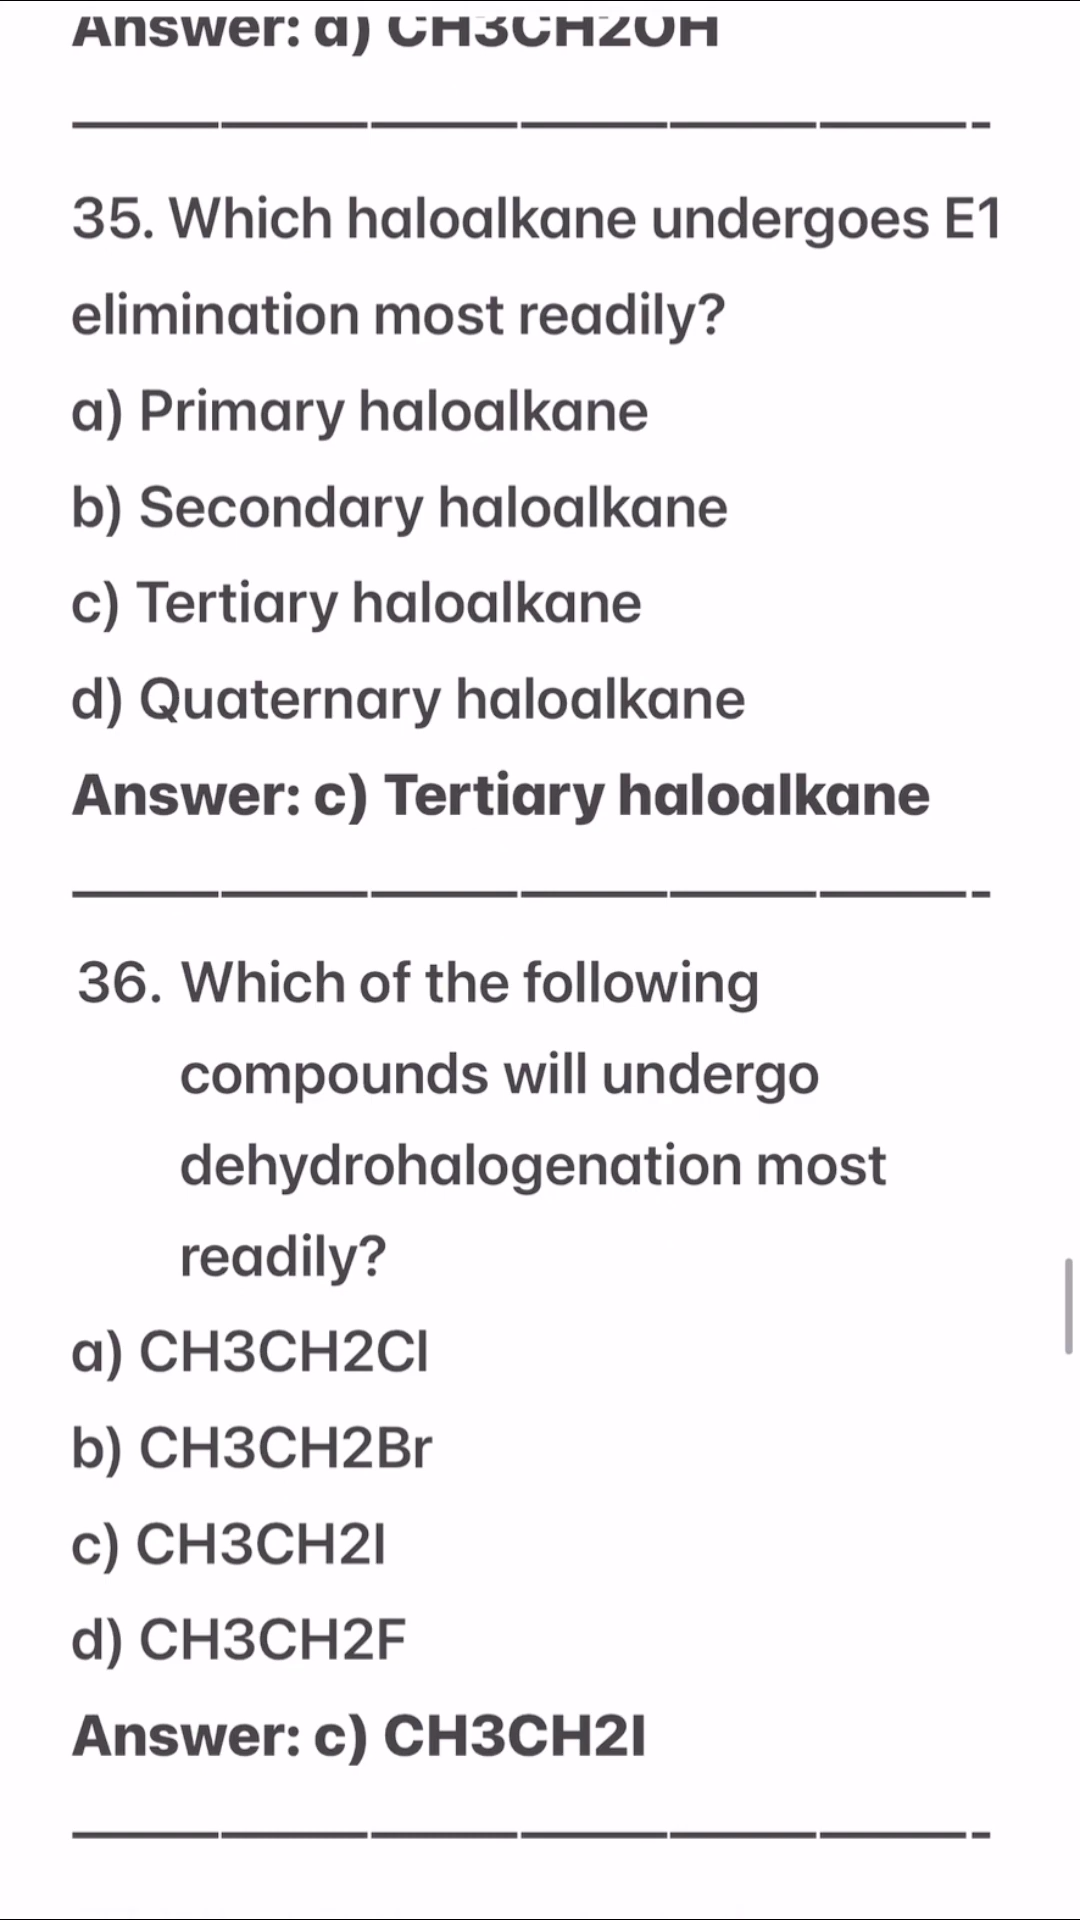 Answer: a) CH3CH2OH
——————-
35. Which haloalkane undergoes E1
elimination most readily?
a) Primary haloalkane
b) Secondary haloalkane
c) Tertiary haloalkane
d) Quaternary haloalkane
Answer: c) Tertiary haloalkane
——————-
36. Which of the following
compounds will undergo
dehydrohalogenation most
readily?
a) CH3CH2Cl
b) CH3CH2Br
c) CH3CH2I
d) CH3CH2F
Answer: c) CH3CH2I
——————-